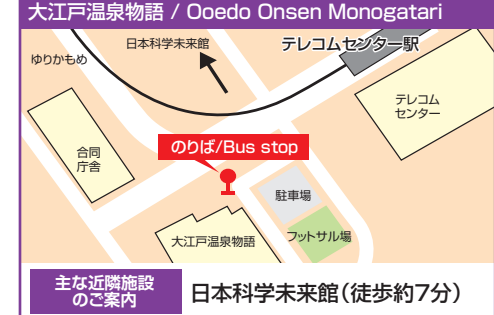 大江戸温泉物語 / Ooedo Onsen Monogatari
日本科学未来館
テレコムセンター駅
ゆりかもめ
テレコム
センター
合同
庁舎
のりば/Bus stop
駐車場
大江戸温泉物語
フットサル場
主な近隣施設
のご案内
日本科学未来館(徒歩約7分)